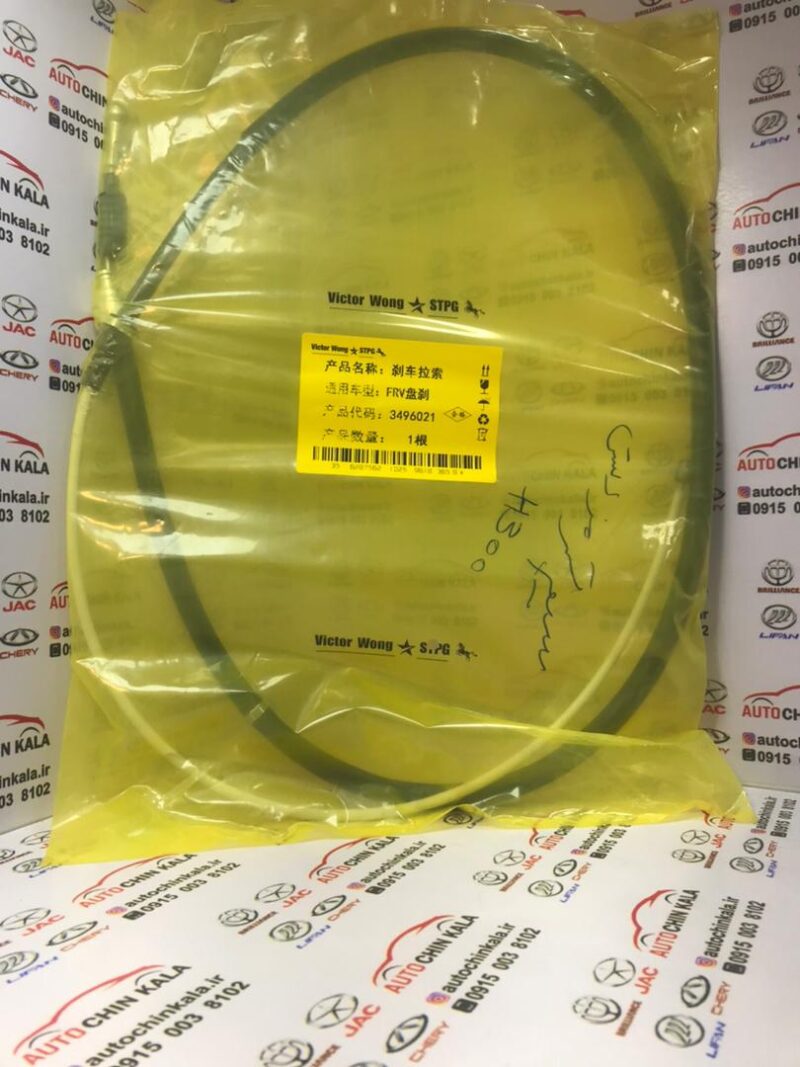 Victor Wong STPG
Victor Wong STPG
产品名称：刹车拉索
适用车型：FRV盘刹
产品代码：3496021
产品数量：1根
H300
Victor Wong STPG
JAC
CHERY
AUTO CHIN KALA
autochinkala.ir
0915 003 8102
BRILLIANCE
LIFAN